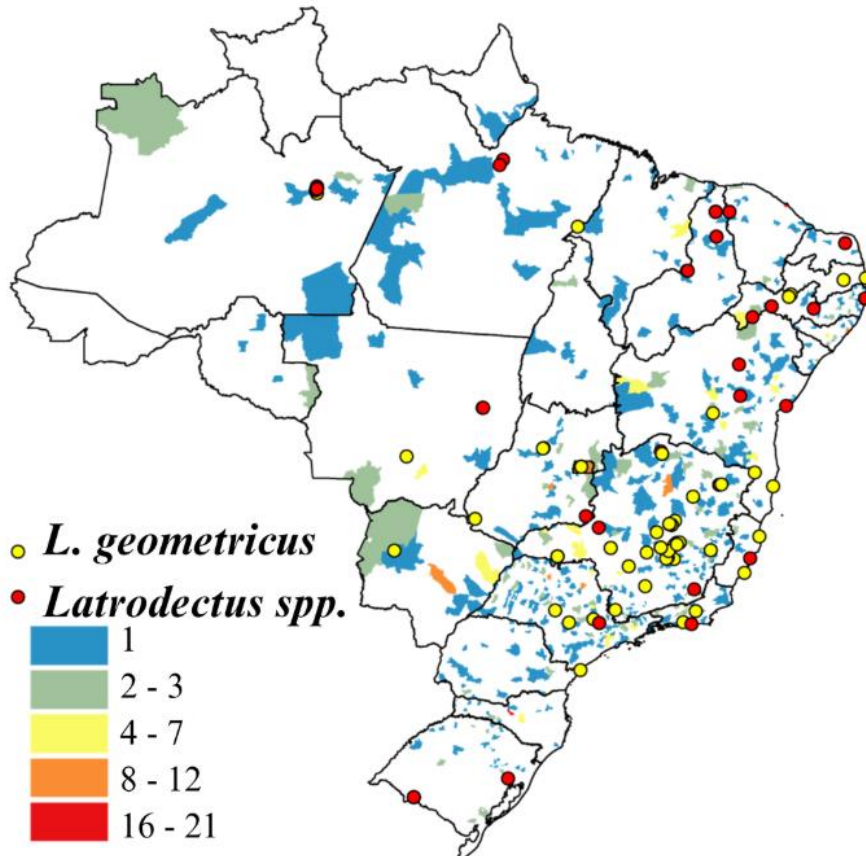 L. geometricus
Latrodectus spp.
1
2 - 3
4 - 7
8 - 12
16 - 21